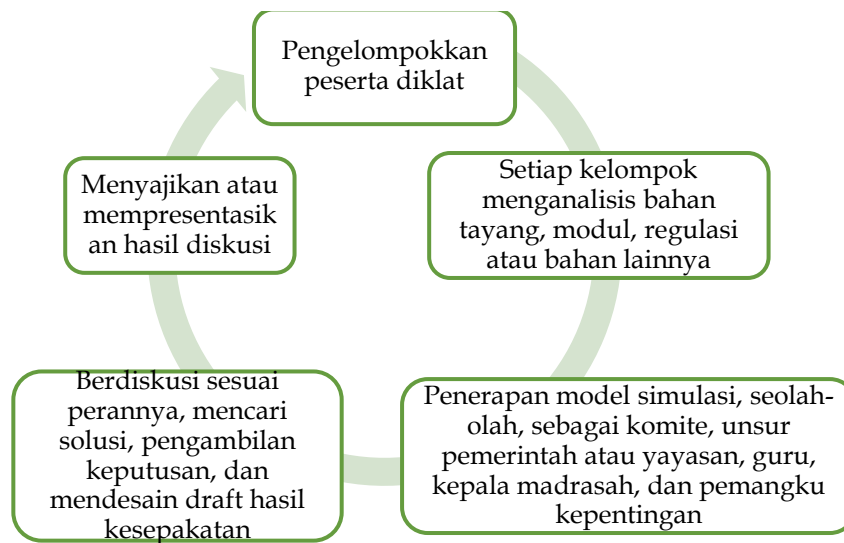 Pengelompokkan
peserta diklat
Setiap kelompok
menganalisis bahan
tayang, modul, regulasi
atau bahan lainnya
Penerapan model simulasi, seolah-
olah, sebagai komite, unsur
pemerintah atau yayasan, guru,
kepala madrasah, dan pemangku
kepentingan
Berdiskusi sesuai
perannya, mencari
solusi, pengambilan
keputusan, dan
mendesain draft hasil
kesepakatan
Menyajikan atau
mempresentasik
an hasil diskusi